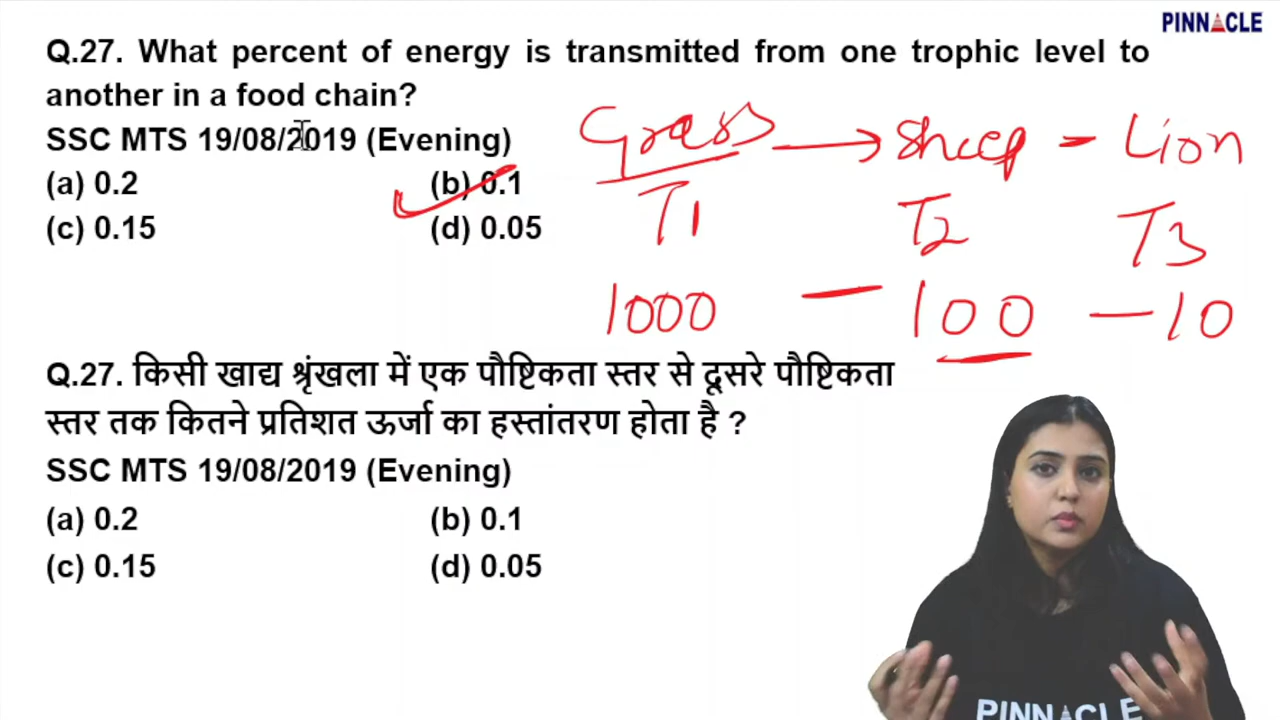 PINNACLE
Q.27. What percent of energy is transmitted from one trophic level to
another in a food chain?
SSC MTS 19/08/2019 (Evening)
(a) 0.2 (b) 0.1
(c) 0.15 (d) 0.05
Grass → Sheep - Lion
T1 T2 T3
1000 — 100 — 10
Q.27. किसी खाद्य श्रृंखला में एक पौष्टिकता स्तर से दूसरे पौष्टिकता
स्तर तक कितने प्रतिशत ऊर्जा का हस्तांतरण होता है ?
SSC MTS 19/08/2019 (Evening)
(a) 0.2 (b) 0.1
(c) 0.15 (d) 0.05
PINNACLE